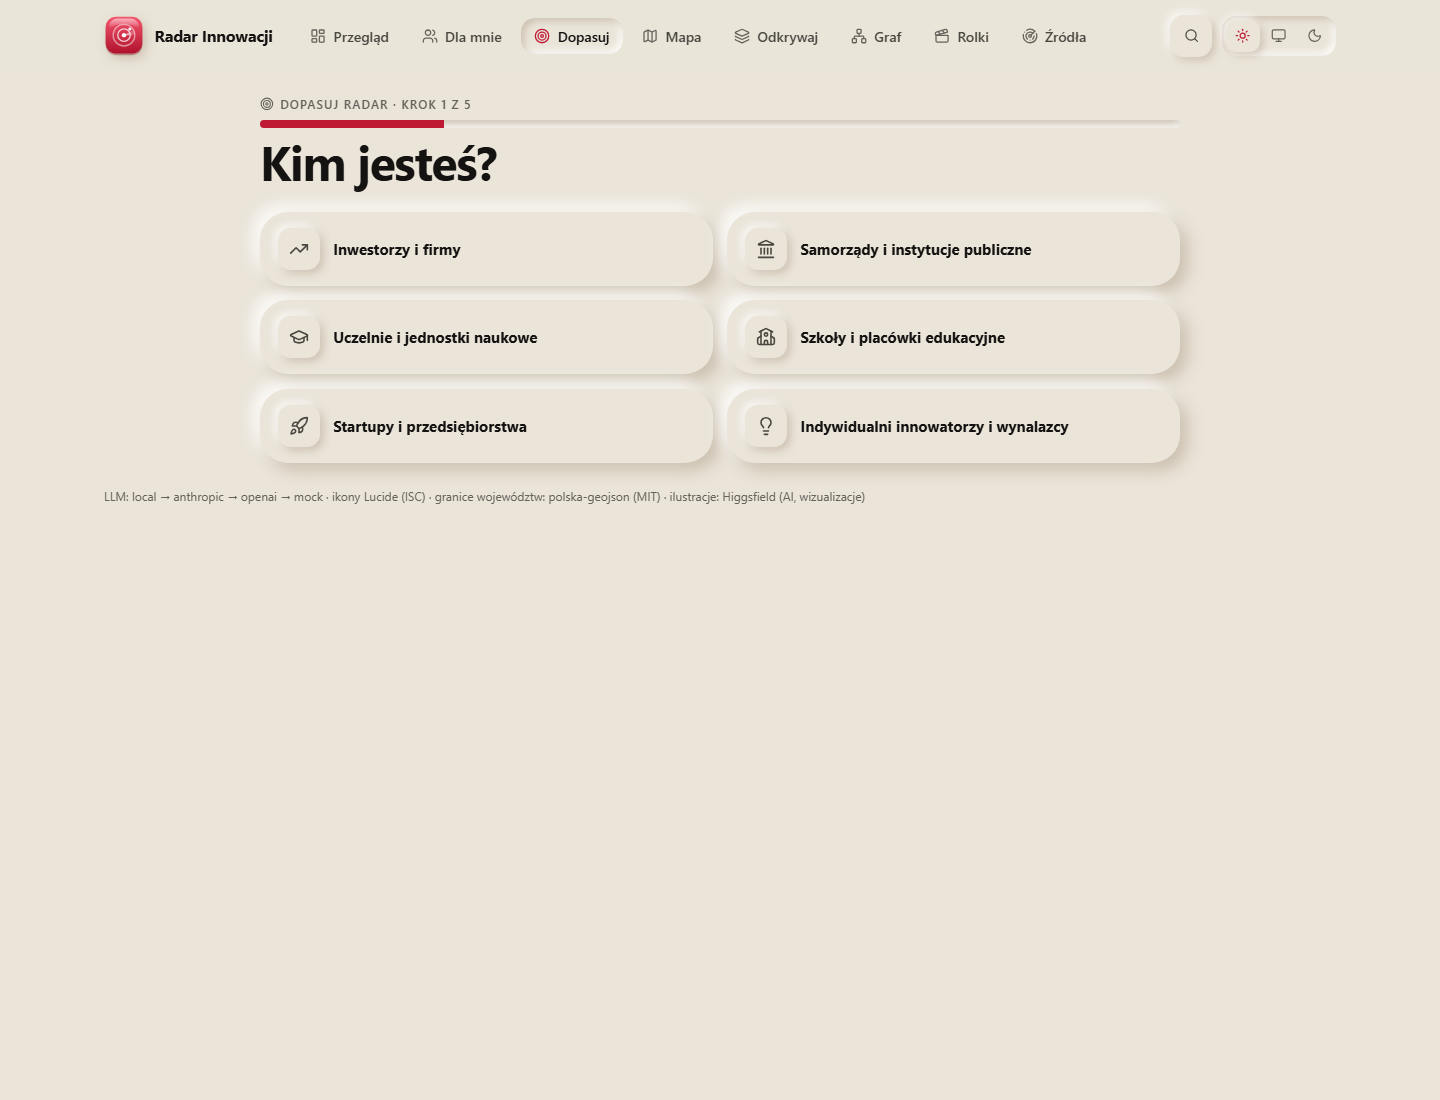 Radar Innowacji
Przegląd
Dla mnie
Dopasuj
Mapa
Odkrywaj
Graf
Rolki
Źródła
DOPASUJ RADAR · KROK 1 Z 5
Kim jesteś?
Inwestorzy i firmy
Samorządy i instytucje publiczne
Uczelnie i jednostki naukowe
Szkoły i placówki edukacyjne
Startupy i przedsiębiorstwa
Indywidualni innowatorzy i wynalazcy
LLM: local → anthropic → openai → mock · ikony Lucide (ISC) · granice województw: polska-geojson (MIT) · ilustracje: Higgsfield (AI, wizualizacje)